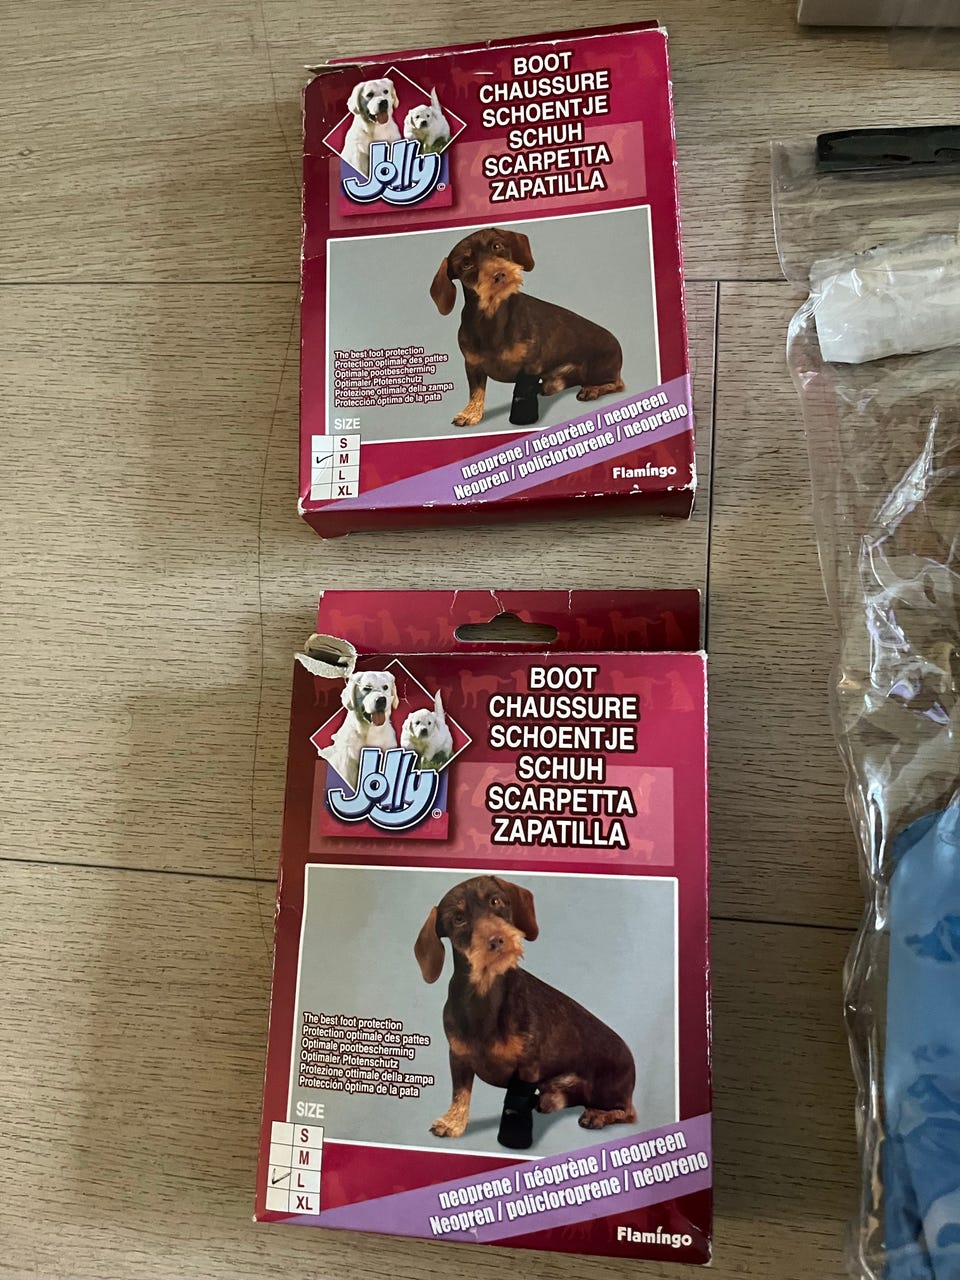 BOOT
CHAUSSURE
SCHOENTJE
SCHUH
SCARPETTA
ZAPATILLA
Jolly ©
The best foot protection
Protection optimale des pattes
Optimale pootbescherming
Optimaler Pfotenschutz
Protezione ottimale della zampa
Protección óptima de la pata
SIZE
S
M
L
XL
neoprene / néoprène / neopreen
Neopren / policloroprene / neopreno
Flamingo
BOOT
CHAUSSURE
SCHOENTJE
SCHUH
SCARPETTA
ZAPATILLA
Jolly ©
The best foot protection
Protection optimale des pattes
Optimale pootbescherming
Optimaler Pfotenschutz
Protezione ottimale della zampa
Protección óptima de la pata
SIZE
S
M
L
XL
neoprene / néoprène / neopreen
Neopren / policloroprene / neopreno
Flamingo